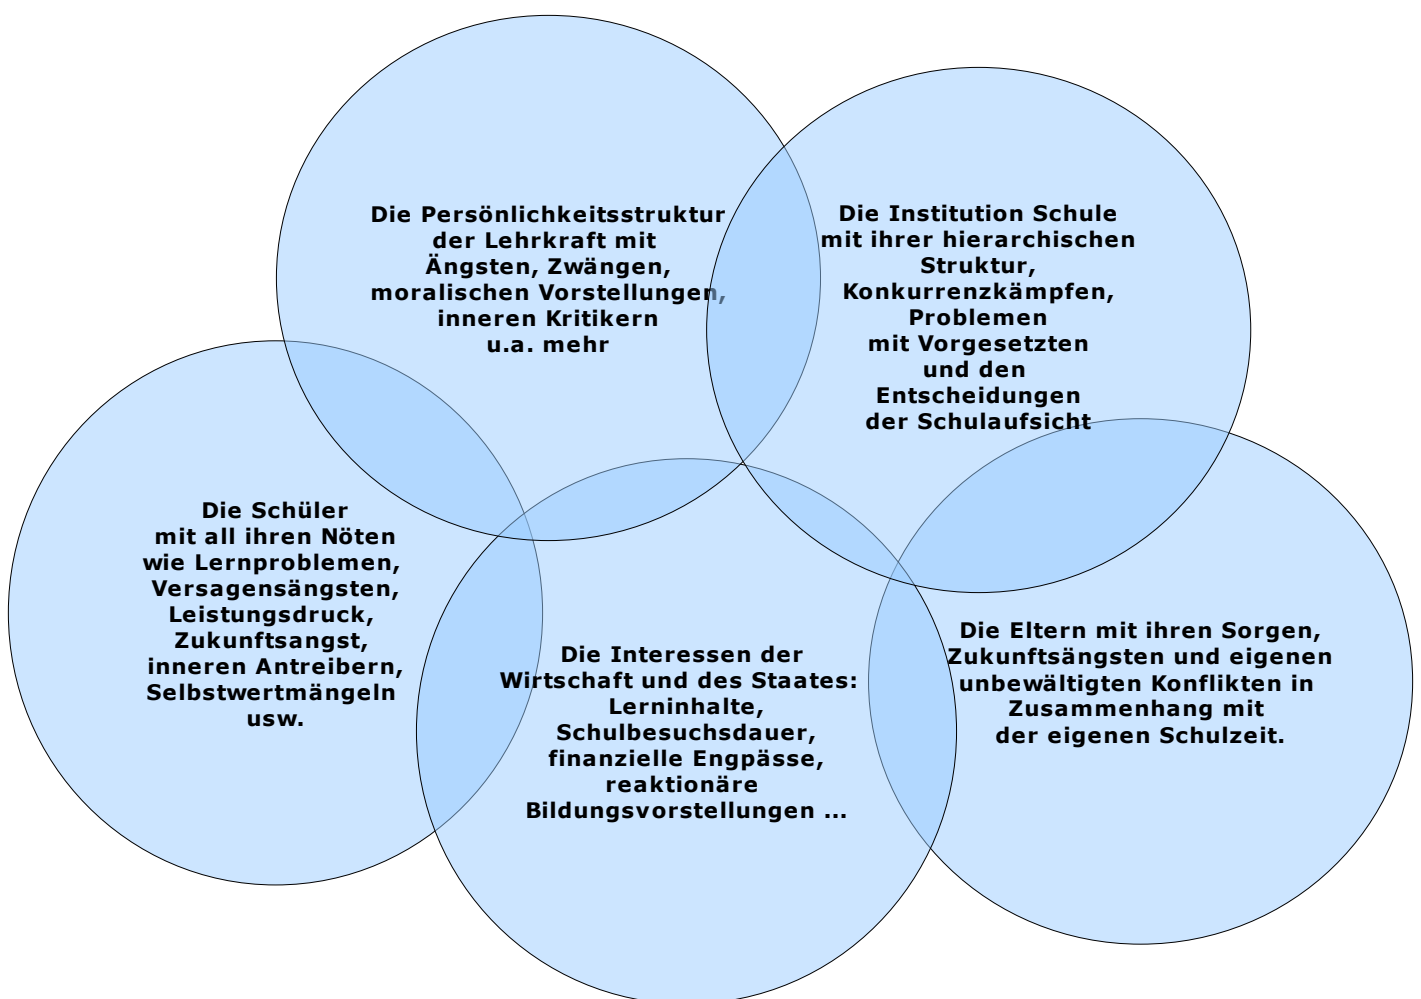 Die Persönlichkeitsstruktur
der Lehrkraft mit
Ängsten, Zwängen,
moralischen Vorstellungen,
inneren Kritikern
u.a. mehr
Die Institution Schule
mit ihrer hierarchischen
Struktur,
Konkurrenzkämpfen,
Problemen
mit Vorgesetzten
und den
Entscheidungen
der Schulaufsicht
Die Schüler
mit all ihren Nöten
wie Lernproblemen,
Versagensängsten,
Leistungsdruck,
Zukunftsangst,
inneren Antreibern,
Selbstwertmängeln
usw.
Die Interessen der
Wirtschaft und des Staates:
Lerninhalte,
Schulbesuchsdauer,
finanzielle Engpässe,
reaktionäre
Bildungsvorstellungen ...
Die Eltern mit ihren Sorgen,
Zukunftsängsten und eigenen
unbewältigten Konflikten in
Zusammenhang mit
der eigenen Schulzeit.